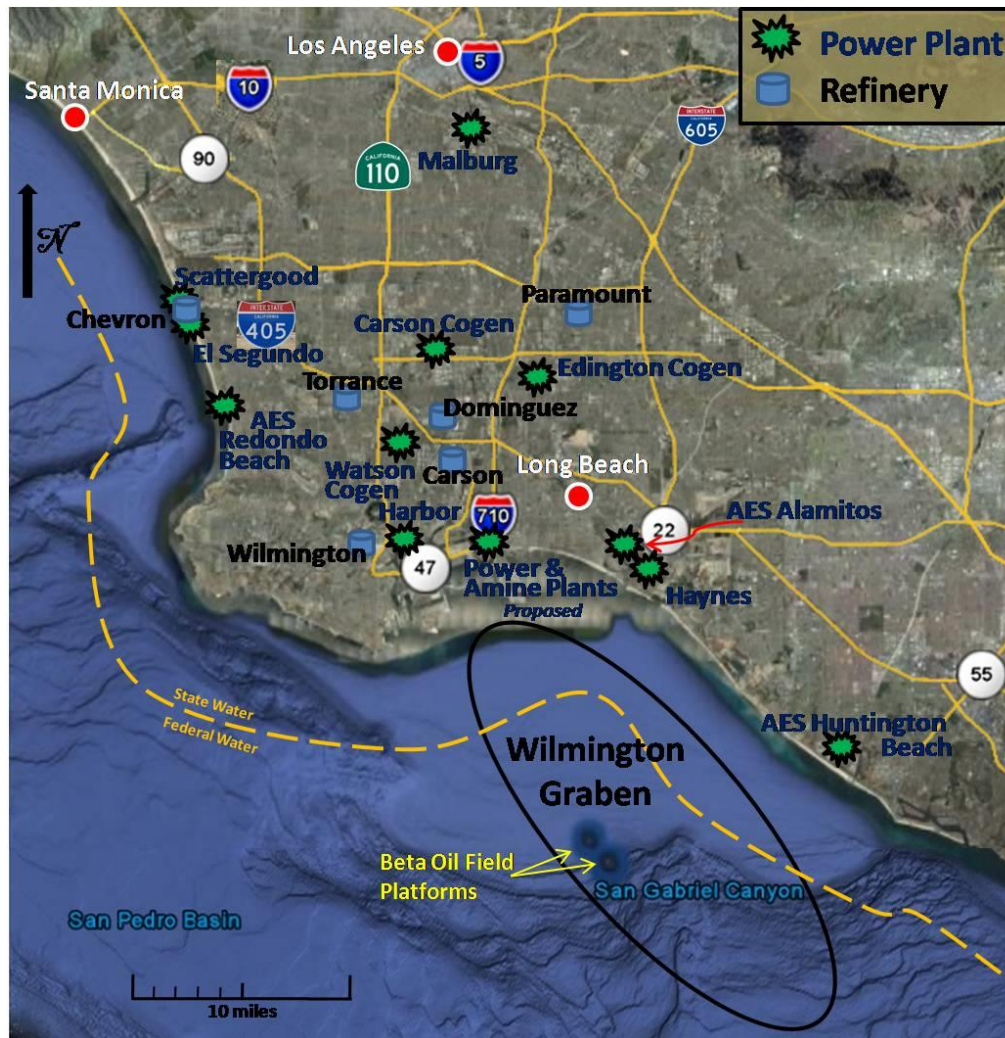 Power Plant
Refinery
Los Angeles
5
10
Santa Monica
INTERSTATE
605
90
CALIFORNIA
110
Malburg
N
Scattergood
Chevron
El Segundo
INTERSTATE
CALIFORNIA
405
Paramount
Carson Cogen
Edington Cogen
Torrance
Dominguez
AES
Redondo
Beach
Watson
Cogen
Carson
Long Beach
Harbor
710
22
AES Alamitos
Wilmington
47
Power &
Amine Plants
Proposed
Haynes
55
State Water
Federal Water
AES Huntington
Beach
Wilmington
Graben
Beta Oil Field
Platforms
San Gabriel Canyon
San Pedro Basin
10 miles